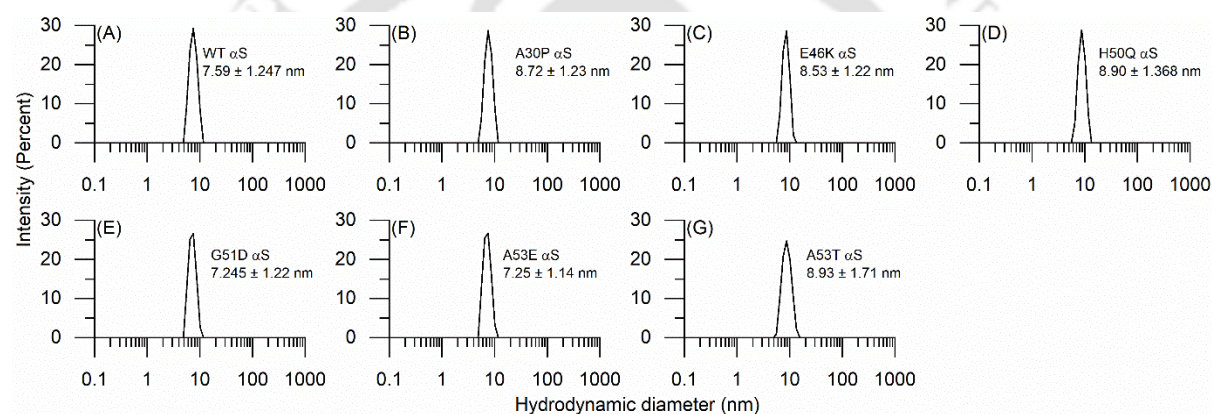 Intensity (Percent)
(A)
WT αS
7.59 ± 1.247 nm
30
20
10
0
0.1 1 10 100 1000
(B)
A30P αS
8.72 ± 1.23 nm
30
20
10
0
0.1 1 10 100 1000
(C)
E46K αS
8.53 ± 1.22 nm
30
20
10
0
0.1 1 10 100 1000
(D)
H50Q αS
8.90 ± 1.368 nm
30
20
10
0
0.1 1 10 100 1000
(E)
G51D αS
7.245 ± 1.22 nm
30
20
10
0
0.1 1 10 100 1000
(F)
A53E αS
7.25 ± 1.14 nm
30
20
10
0
0.1 1 10 100 1000
(G)
A53T αS
8.93 ± 1.71 nm
30
20
10
0
0.1 1 10 100 1000
Hydrodynamic diameter (nm)